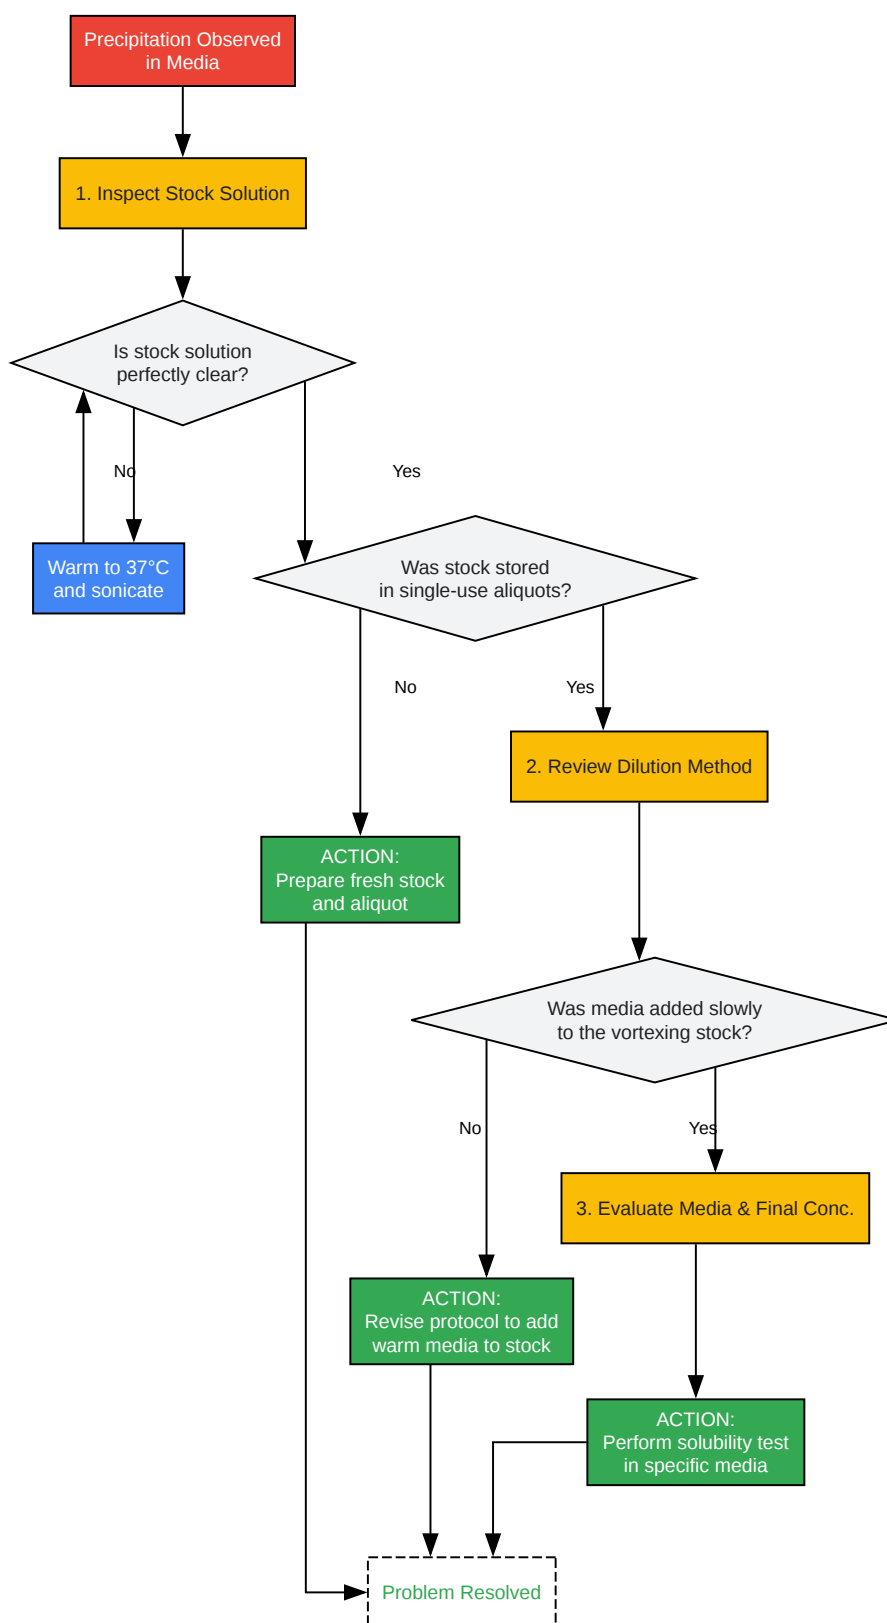 Precipitation Observed
in Media
1. Inspect Stock Solution
Is stock solution
perfectly clear?
No
Yes
Warm to 37°C
and sonicate
Was stock stored
in single-use aliquots?
No
Yes
2. Review Dilution Method
ACTION:
Prepare fresh stock
and aliquot
Was media added slowly
to the vortexing stock?
No
Yes
3. Evaluate Media & Final Conc.
ACTION:
Revise protocol to add
warm media to stock
ACTION:
Perform solubility test
in specific media
Problem Resolved